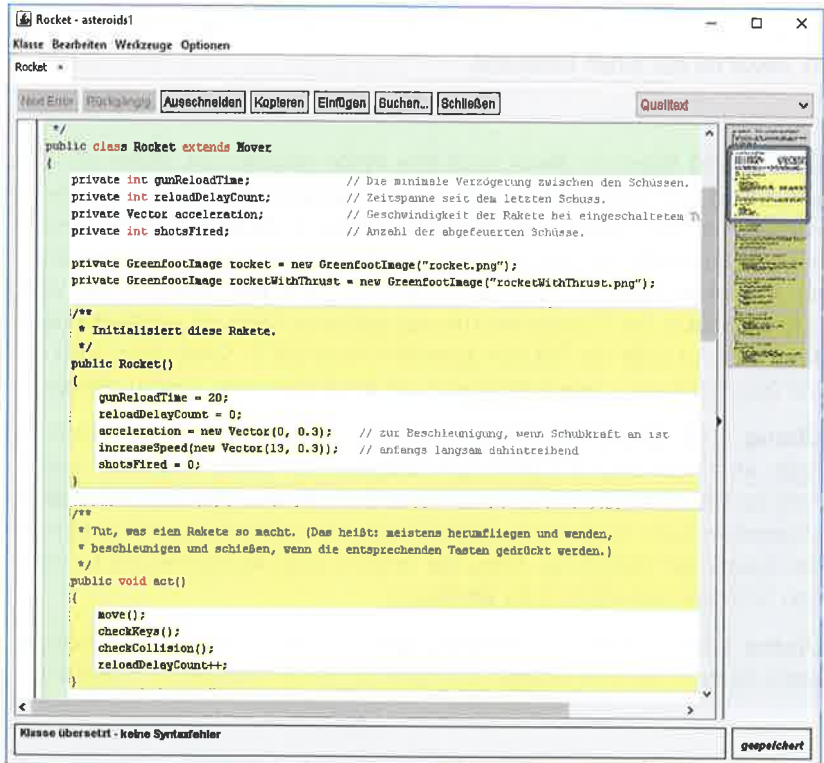 Rocket - asteroids1
Klasse Bearbeiten Werkzeuge Optionen
Rocket ×
Next Error Rückgängig Ausschneiden Kopieren Einfügen Suchen... Schließen Quelltext
*/
public class Rocket extends Mover
{
private int gunReloadTime; // Die minimale Verzögerung zwischen den Schüssen.
private int reloadDelayCount; // Zeitspanne seit dem letzten Schuss.
private Vector acceleration; // Geschwindigkeit der Rakete bei eingeschaltetem
private int shotsFired; // Anzahl der abgefeuerten Schüsse.
private GreenfootImage rocket = new GreenfootImage("rocket.png");
private GreenfootImage rocketWithThrust = new GreenfootImage("rocketWithThrust.png");
/**
* Initialisiert diese Rakete.
*/
public Rocket()
{
gunReloadTime = 20;
reloadDelayCount = 0;
acceleration = new Vector(0, 0.3); // zur Beschleunigung, wenn Schubkraft an ist
increaseSpeed(new Vector(13, 0.3)); // anfangs langsam dahintreibend
shotsFired = 0;
}
/**
* Tut, was eien Rakete so macht. (Das heißt: meistens herumfliegen und wenden,
* beschleunigen und schießen, wenn die entsprechenden Tasten gedrückt werden.)
*/
public void act()
{
move();
checkKeys();
checkCollision();
reloadDelayCount++;
}
Klasse übersetzt - keine Syntaxfehler
gespeichert